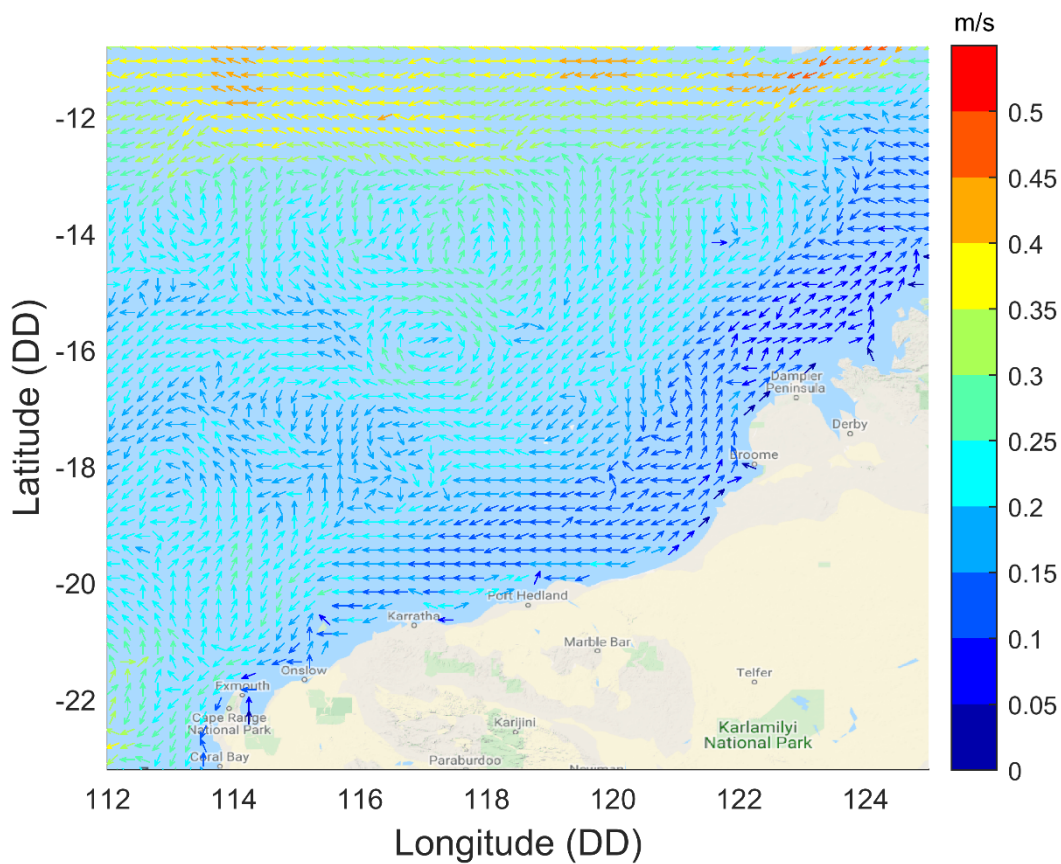 m/s
0.5
0.45
0.4
0.35
0.3
0.25
0.2
0.15
0.1
0.05
0
-12
-14
-16
-18
-20
-22
Latitude (DD)
Dampier
Peninsula
Derby
Broome
Port Hedland
Karratha
Marble Bar
Onslow
Telfer
Exmouth
Cape Range
National Park
Karijini
Karlamilyi
National Park
Coral Bay
Paraburdoo
Newman
112
114
116
118
120
122
124
Longitude (DD)